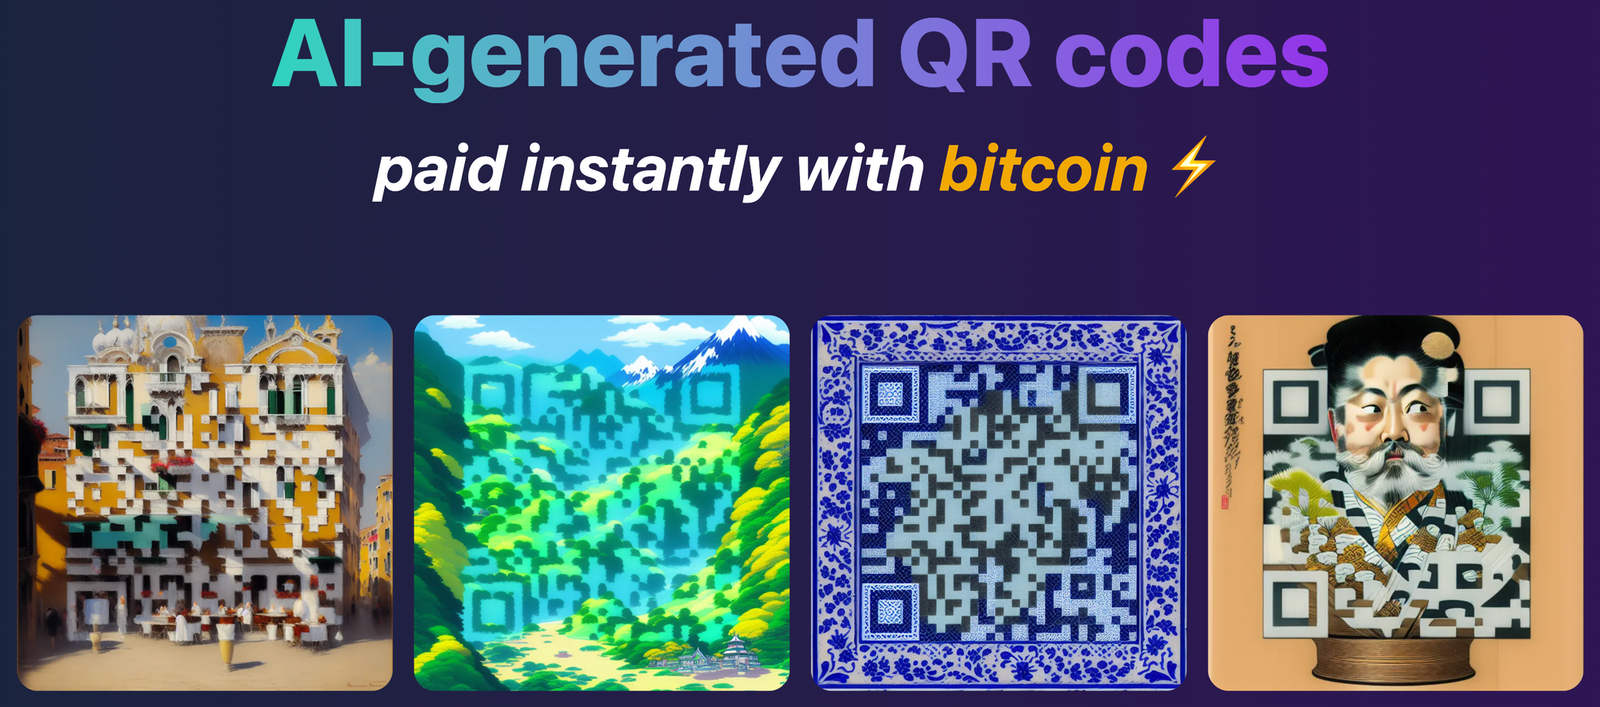 AI-generated QR codes
paid instantly with bitcoin ⚡